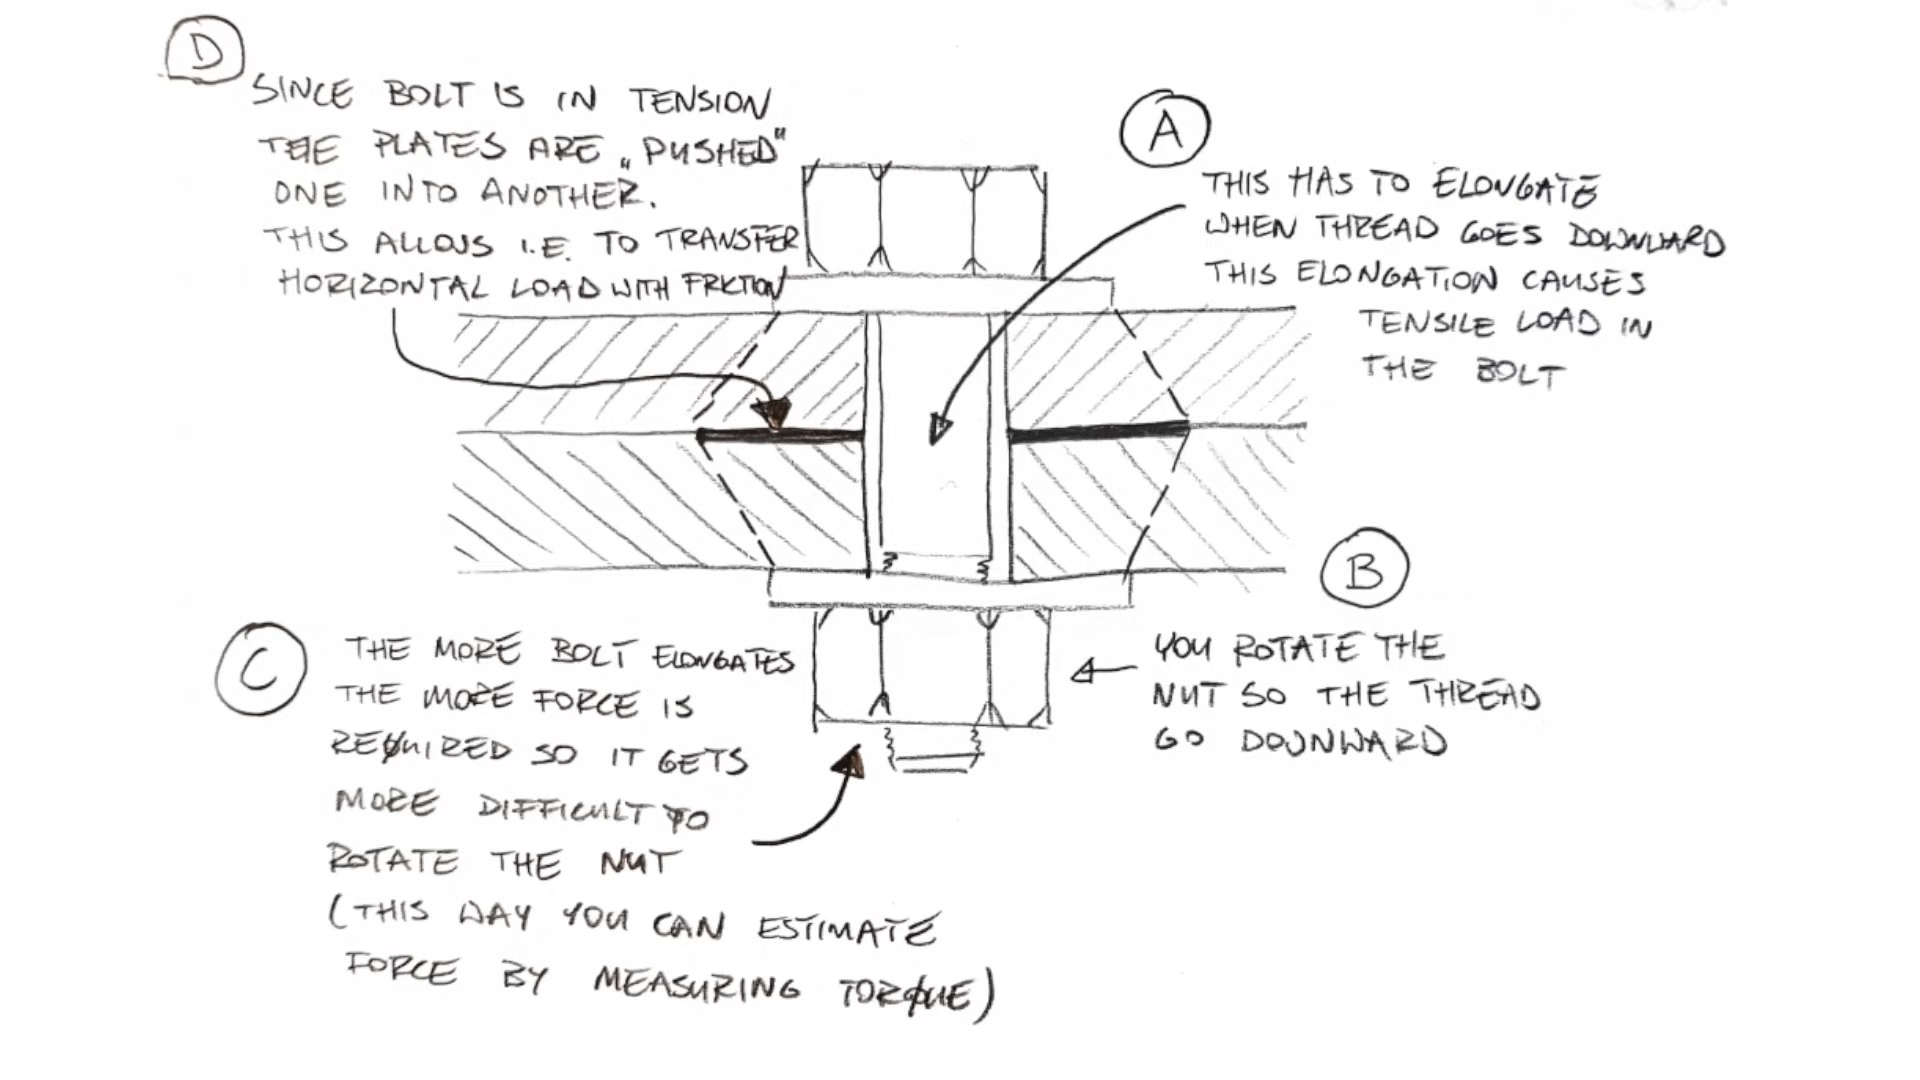 D
SINCE BOLT IS IN TENSION
THE PLATES ARE „PUSHED"
ONE INTO ANOTHER.
THIS ALLOWS I.E. TO TRANSFER
HORIZONTAL LOAD WITH FRICTION
A
THIS HAS TO ELONGATE
WHEN THREAD GOES DOWNWARD
THIS ELONGATION CAUSES
TENSILE LOAD IN
THE BOLT
B
YOU ROTATE THE
NUT SO THE THREAD
GO DOWNWARD
C
THE MORE BOLT ELONGATES
THE MORE FORCE IS
REQUIRED SO IT GETS
MORE DIFFICULT TO
ROTATE THE NUT
(THIS WAY YOU CAN ESTIMATE
FORCE BY MEASURING TORQUE)